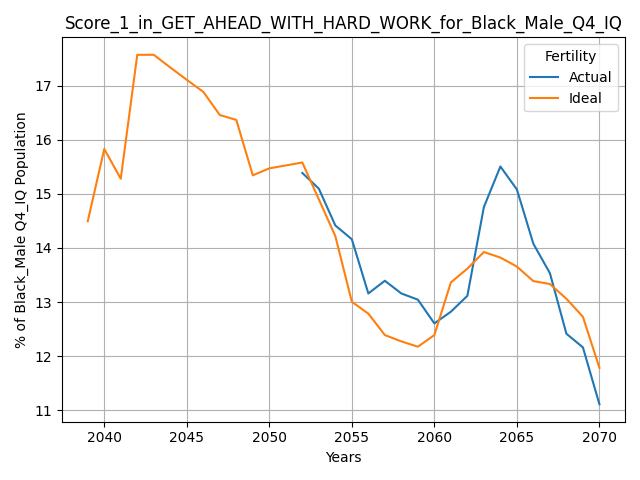 Score_1_in_GET_AHEAD_WITH_HARD_WORK_for_Black_Male_Q4_IQ
Fertility
Actual
Ideal
% of Black_Male Q4_IQ Population
17
16
15
14
13
12
11
2040 2045 2050 2055 2060 2065 2070
Years